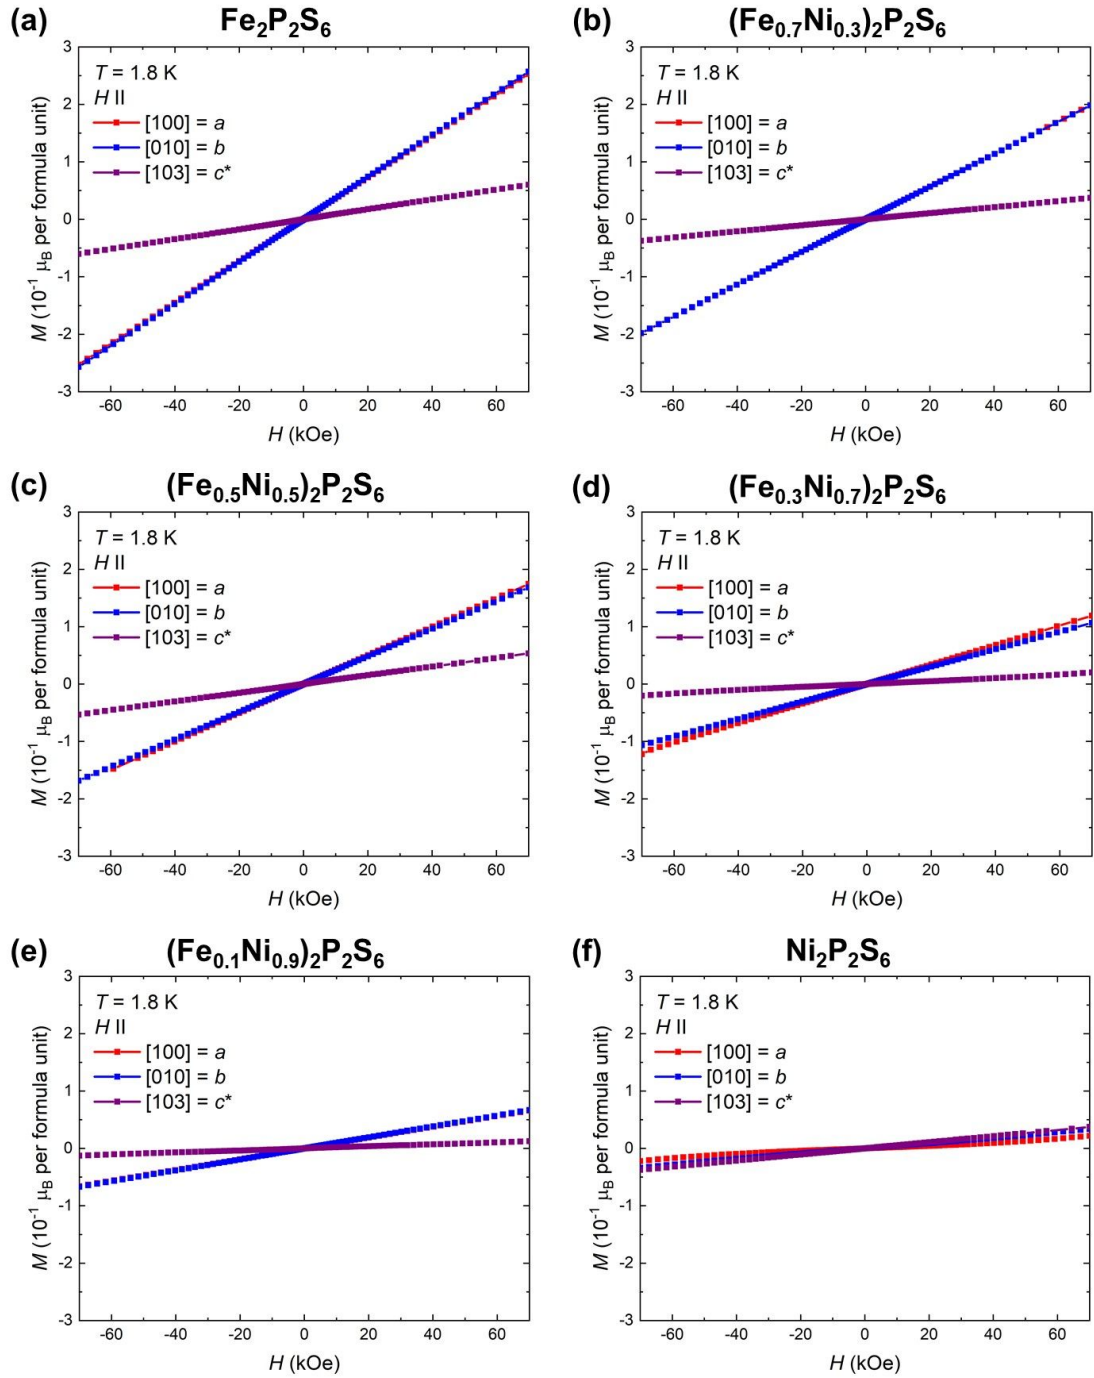 (a) Fe₂P₂S₆
T = 1.8 K
H II
[100] = a
[010] = b
[103] = c*
M (10⁻¹ μB per formula unit)
3
2
1
0
-1
-2
-3
-60 -40 -20 0 20 40 60
H (kOe)
(b) (Fe₀.₇Ni₀.₃)₂P₂S₆
T = 1.8 K
H II
[100] = a
[010] = b
[103] = c*
M (10⁻¹ μB per formula unit)
3
2
1
0
-1
-2
-3
-60 -40 -20 0 20 40 60
H (kOe)
(c) (Fe₀.₅Ni₀.₅)₂P₂S₆
T = 1.8 K
H II
[100] = a
[010] = b
[103] = c*
M (10⁻¹ μB per formula unit)
3
2
1
0
-1
-2
-3
-60 -40 -20 0 20 40 60
H (kOe)
(d) (Fe₀.₃Ni₀.₇)₂P₂S₆
T = 1.8 K
H II
[100] = a
[010] = b
[103] = c*
M (10⁻¹ μB per formula unit)
3
2
1
0
-1
-2
-3
-60 -40 -20 0 20 40 60
H (kOe)
(e) (Fe₀.₁Ni₀.₉)₂P₂S₆
T = 1.8 K
H II
[100] = a
[010] = b
[103] = c*
M (10⁻¹ μB per formula unit)
3
2
1
0
-1
-2
-3
-60 -40 -20 0 20 40 60
H (kOe)
(f) Ni₂P₂S₆
T = 1.8 K
H II
[100] = a
[010] = b
[103] = c*
M (10⁻¹ μB per formula unit)
3
2
1
0
-1
-2
-3
-60 -40 -20 0 20 40 60
H (kOe)